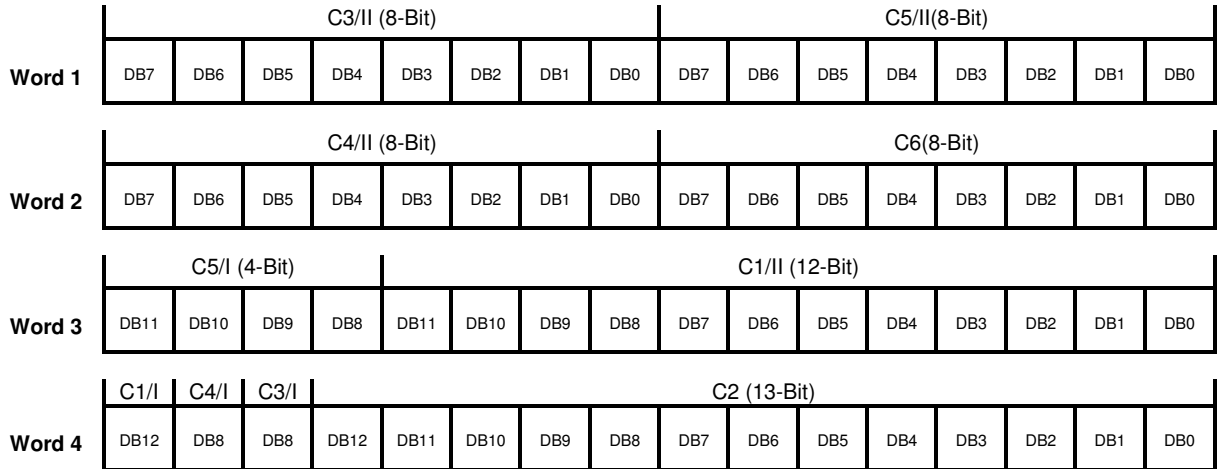 C3/II (8-Bit) C5/II(8-Bit)
Word 1 DB7 DB6 DB5 DB4 DB3 DB2 DB1 DB0 DB7 DB6 DB5 DB4 DB3 DB2 DB1 DB0
C4/II (8-Bit) C6(8-Bit)
Word 2 DB7 DB6 DB5 DB4 DB3 DB2 DB1 DB0 DB7 DB6 DB5 DB4 DB3 DB2 DB1 DB0
C5/I (4-Bit) C1/II (12-Bit)
Word 3 DB11 DB10 DB9 DB8 DB11 DB10 DB9 DB8 DB7 DB6 DB5 DB4 DB3 DB2 DB1 DB0
C1/I C4/I C3/I C2 (13-Bit)
Word 4 DB12 DB8 DB8 DB12 DB11 DB10 DB9 DB8 DB7 DB6 DB5 DB4 DB3 DB2 DB1 DB0